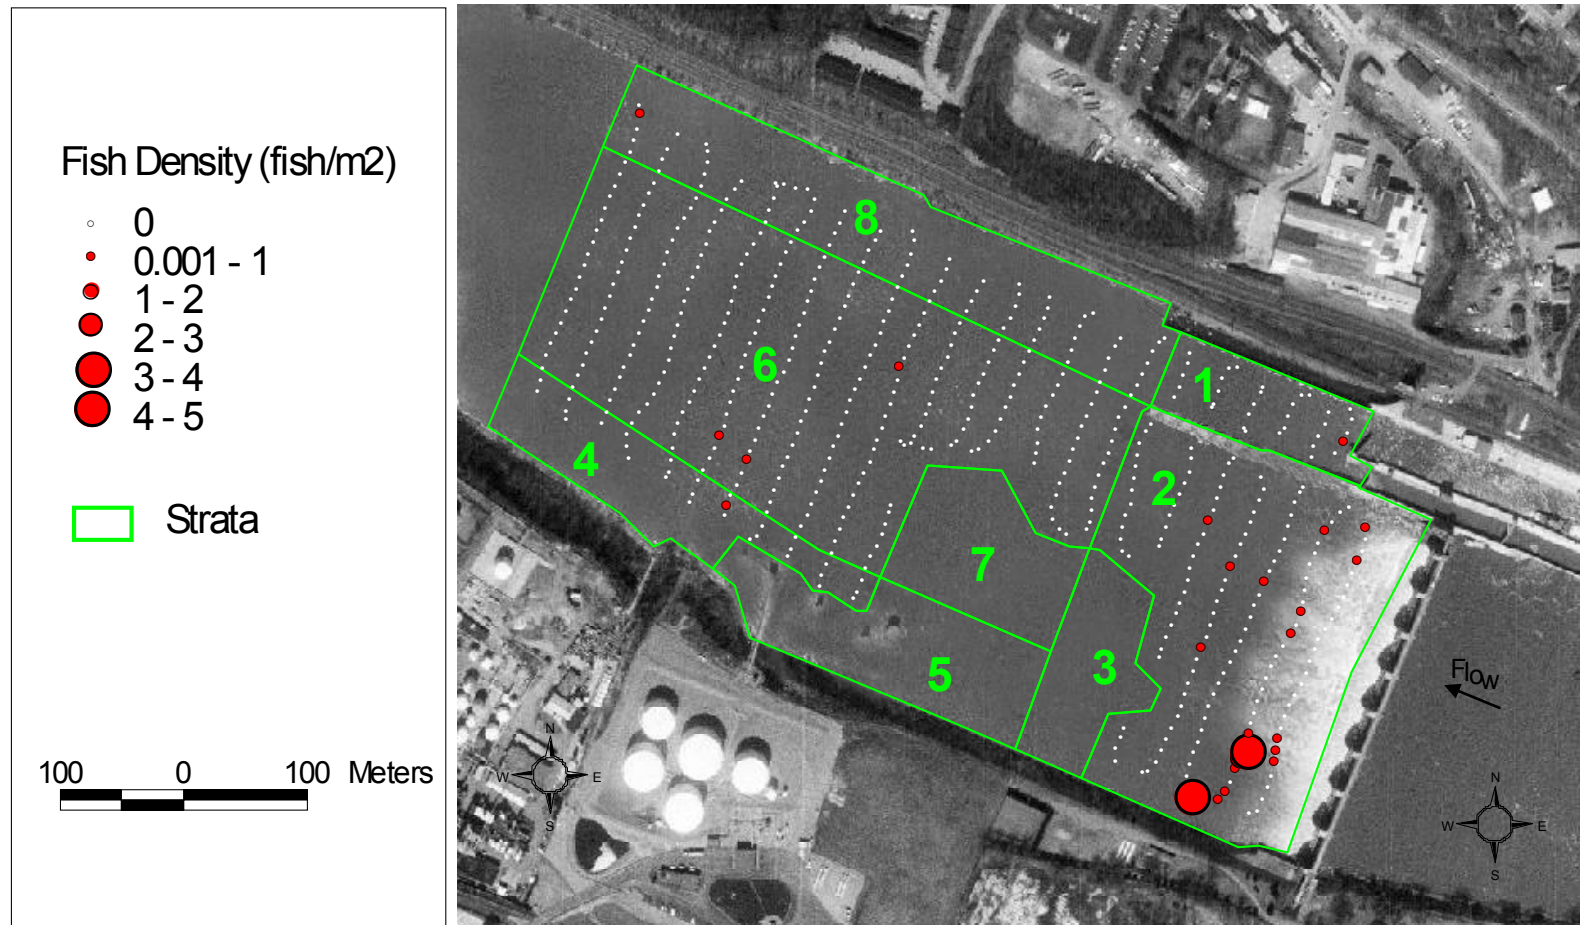 Fish Density (fish/m2)
0
0.001 - 1
1 - 2
2 - 3
3 - 4
4 - 5
Strata
100 0 100 Meters
N
W E
S
8
1
6
2
4
7
3
5
Flow
N
W E
S